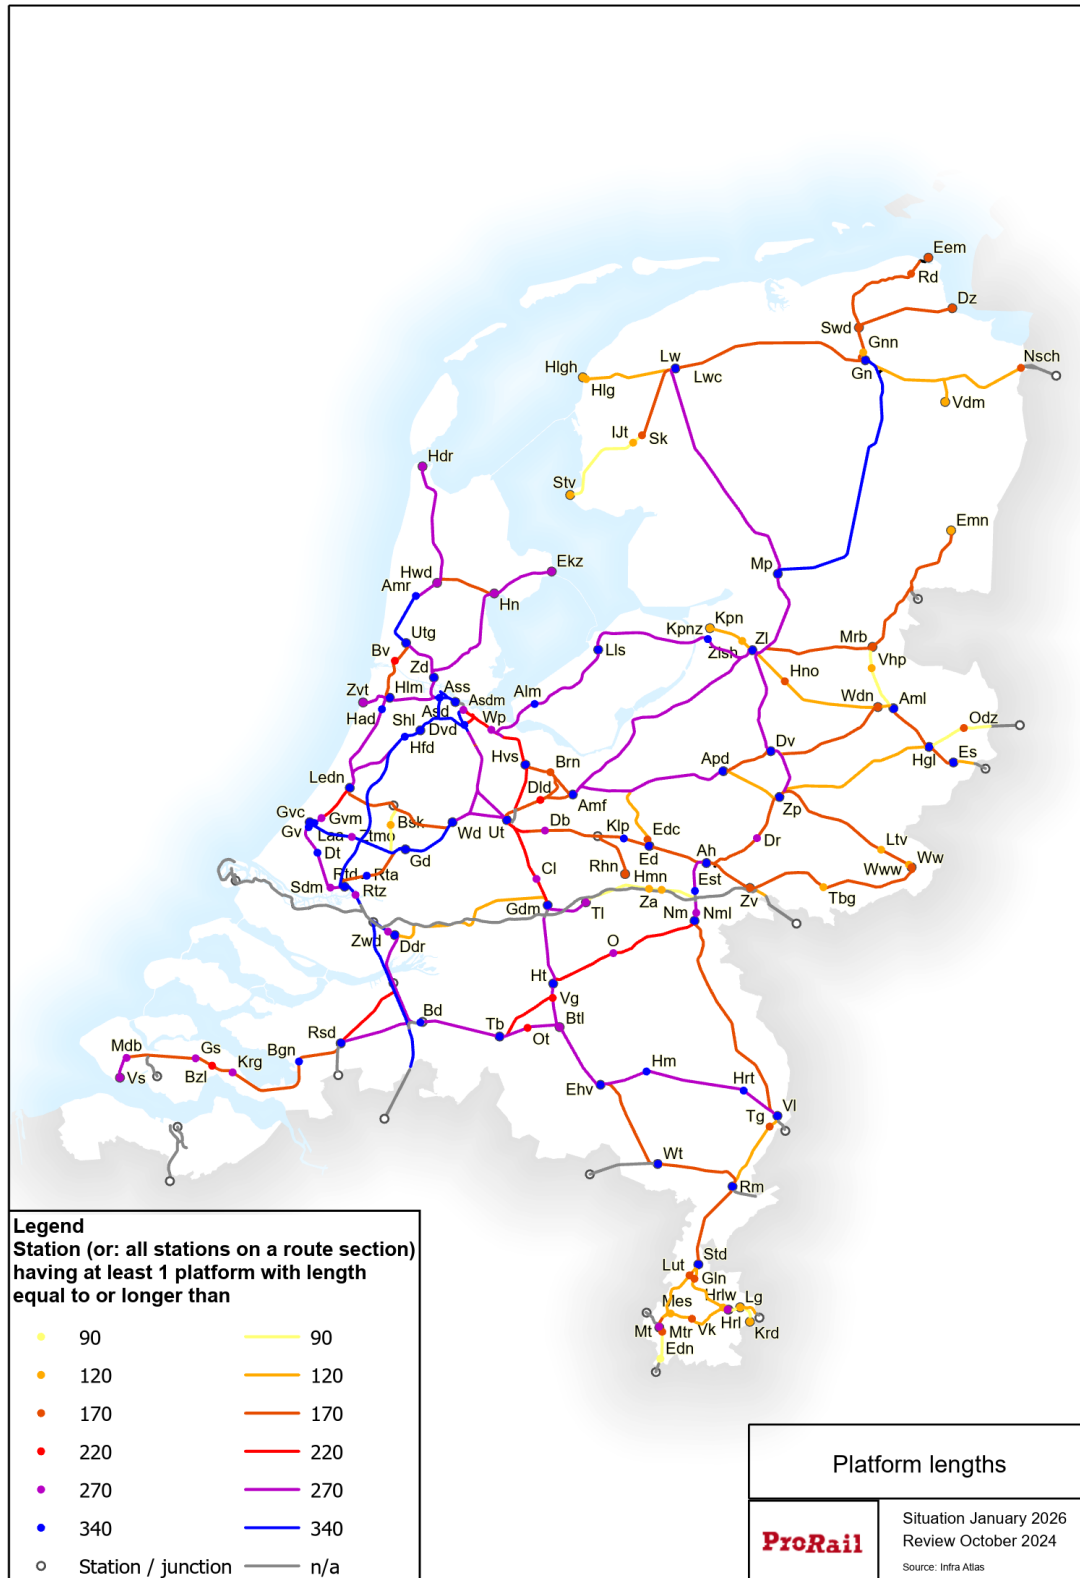 Eem
Rd
Dz
Swd
Gnn
Gn
Nsch
Vdm
Lw
Lwc
Hlgh
Hlg
IJt
Sk
Stv
Hdr
Emn
Ekz
Mp
Hwd
Amr
Hn
Kpn
Kpnz
Zl
Zlsh
Mrb
Vhp
Utg
Bv
Zd
Lls
Hno
Wdn
Aml
Zvt
Hlm
Ass
Asdm
Alm
Had
Shl
Asd
Wp
Dvd
Hfd
Odz
Hgl
Es
Dv
Apd
Hvs
Brn
Ledn
Dld
Amf
Zp
Gvc
Gvm
Gv
Laa
Ztmo
Bsk
Wd
Ut
Db
Klp
Edc
Dt
Gd
Ed
Ah
Dr
Ltv
Ww
Www
Sdm
Rtd
Rta
Rtz
Cl
Rhn
Hmn
Est
Za
Zv
Tbg
Gdm
Tl
Nm
Nml
Zwd
Ddr
O
Ht
Vg
Btl
Bd
Tb
Ot
Rsd
Mdb
Gs
Krg
Bgn
Vs
Bzl
Hm
Hrt
Ehv
Vl
Tg
Wt
Rm
Std
Lut
Gln
Mes
Hrlw
Lg
Hrl
Mt
Mtr
Vk
Krd
Edn
Legend
Station (or: all stations on a route section)
having at least 1 platform with length
equal to or longer than
90 90
120 120
170 170
220 220
270 270
340 340
Station / junction n/a
Platform lengths
ProRail
Situation January 2026
Review October 2024
Source: Infra Atlas